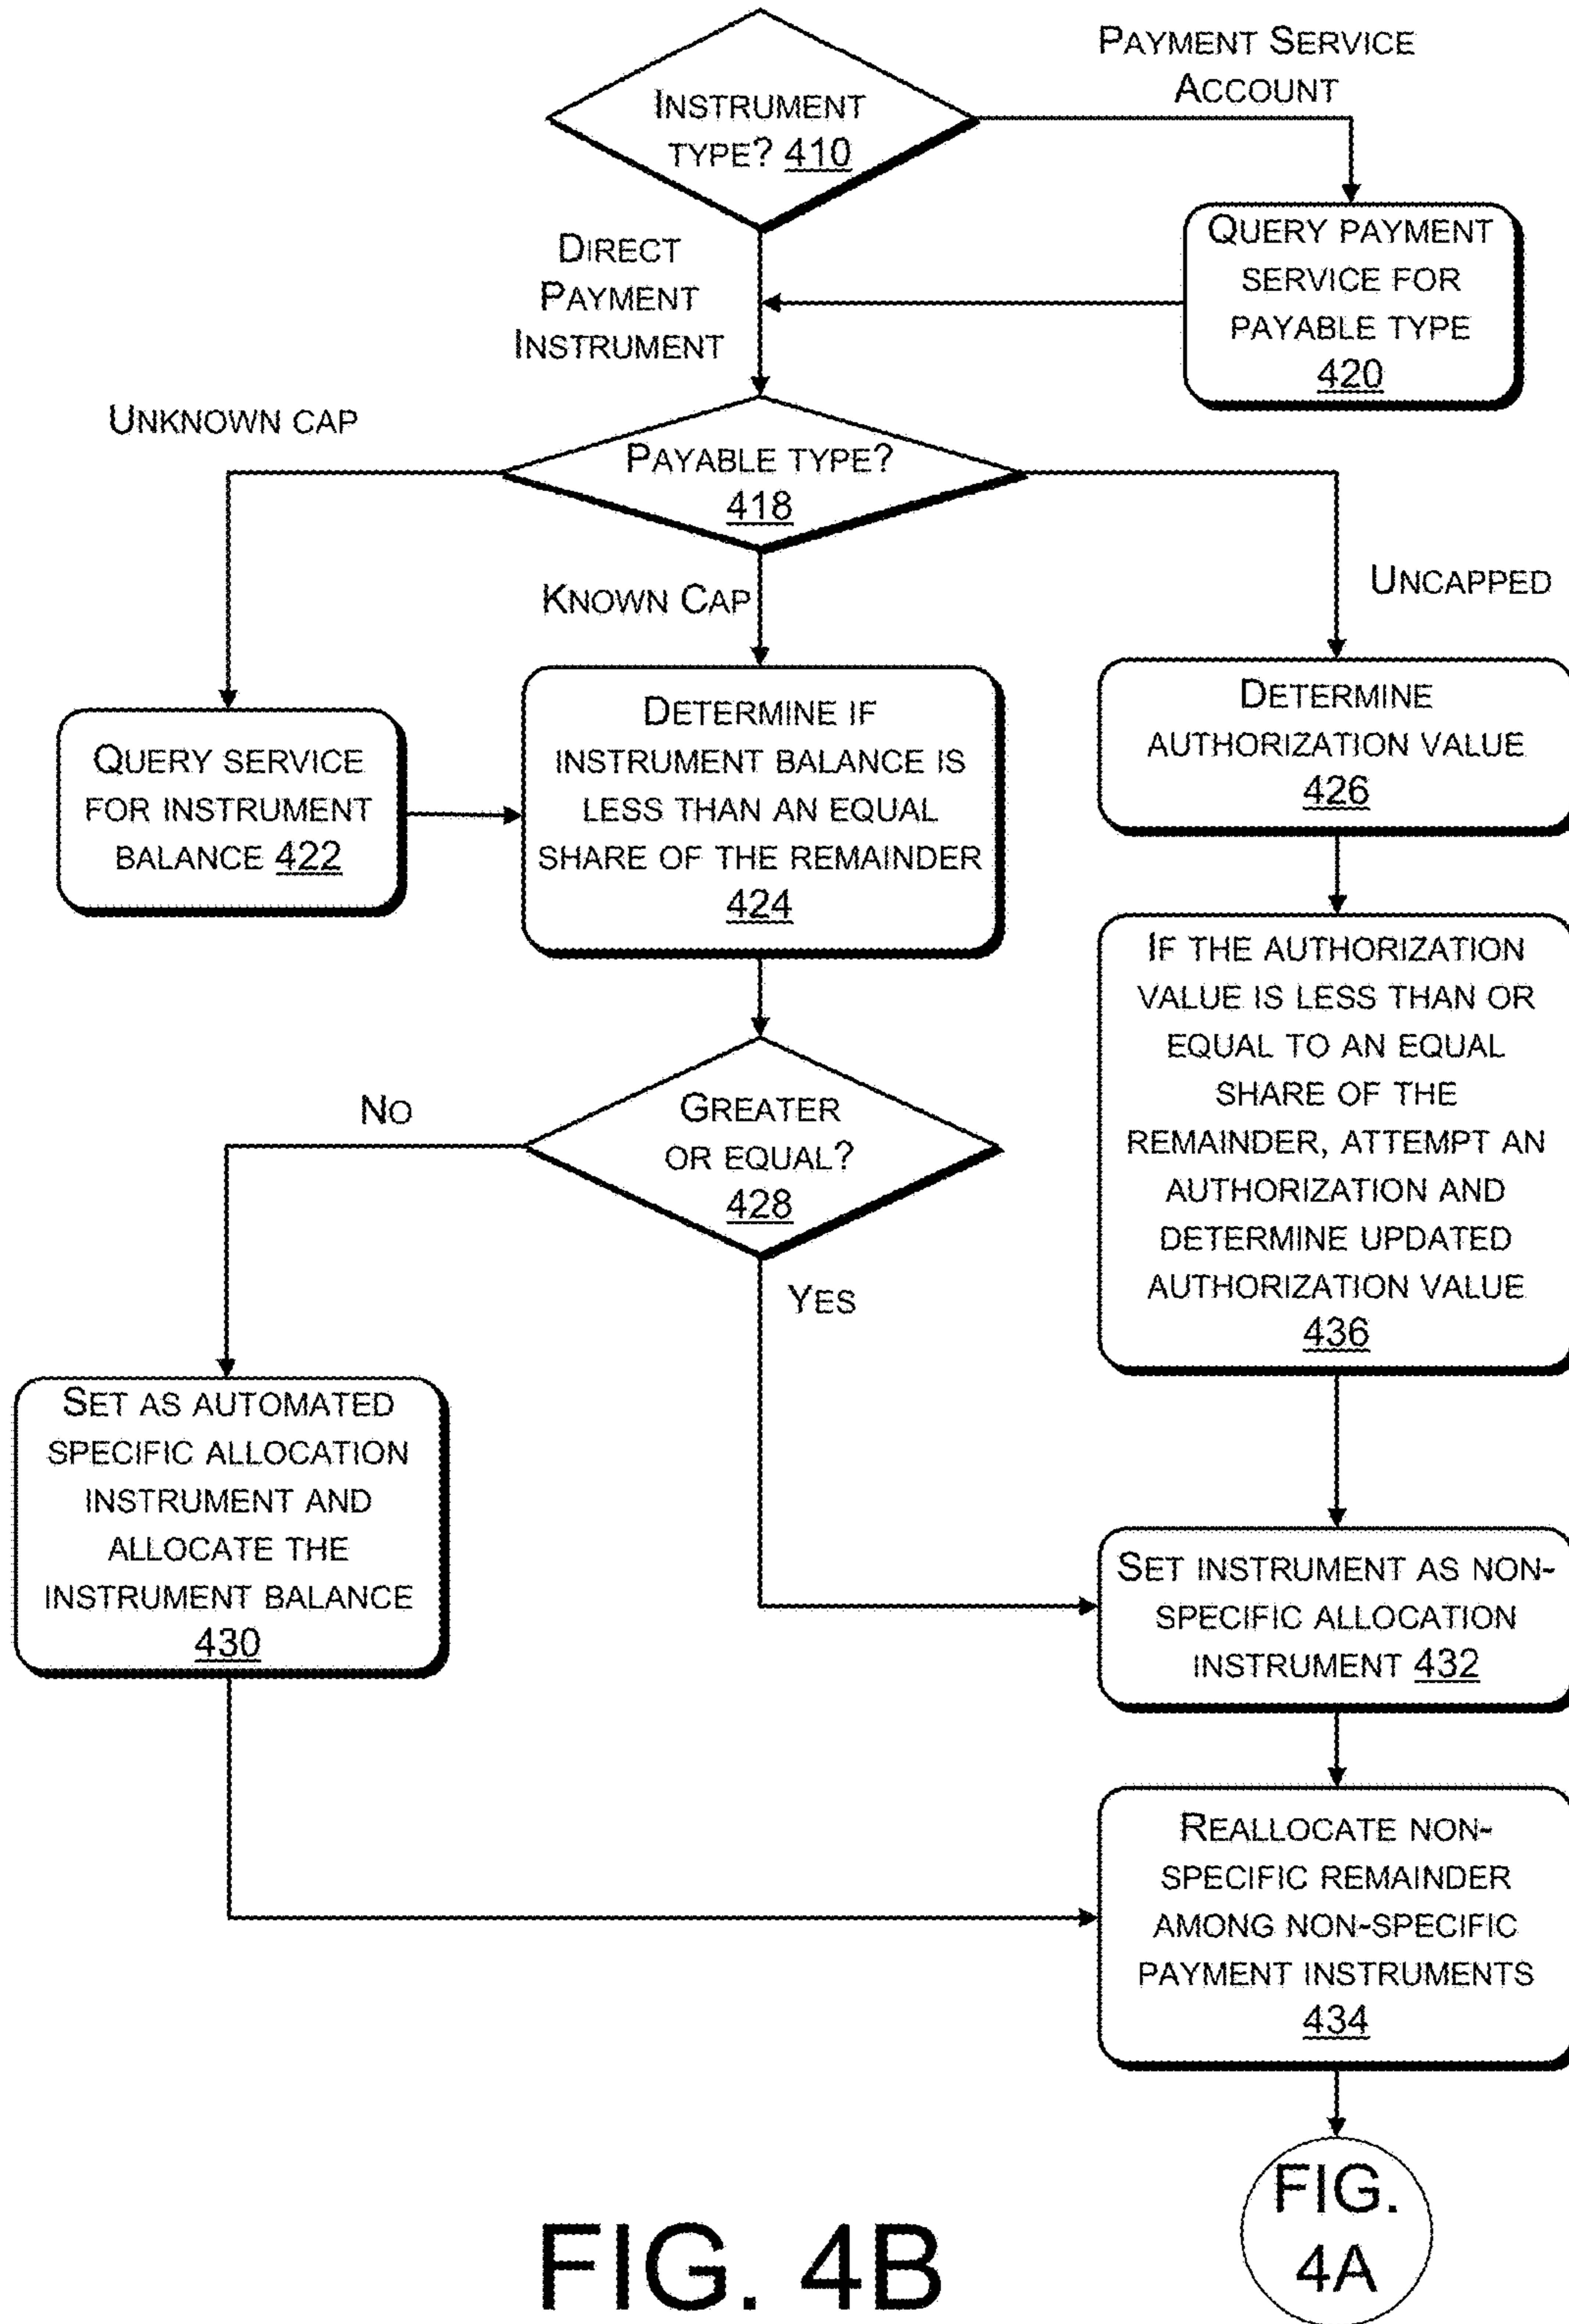 PAYMENT SERVICE
ACCOUNT
INSTRUMENT
TYPE? 410
QUERY PAYMENT
SERVICE FOR
PAYABLE TYPE
420
DIRECT
PAYMENT
INSTRUMENT
UNKNOWN CAP
PAYABLE TYPE?
418
KNOWN CAP
UNCAPPED
QUERY SERVICE
FOR INSTRUMENT
BALANCE 422
DETERMINE IF
INSTRUMENT BALANCE IS
LESS THAN AN EQUAL
SHARE OF THE REMAINDER
424
DETERMINE
AUTHORIZATION VALUE
426
NO
GREATER
OR EQUAL?
428
YES
IF THE AUTHORIZATION
VALUE IS LESS THAN OR
EQUAL TO AN EQUAL
SHARE OF THE
REMAINDER, ATTEMPT AN
AUTHORIZATION AND
DETERMINE UPDATED
AUTHORIZATION VALUE
436
SET AS AUTOMATED
SPECIFIC ALLOCATION
INSTRUMENT AND
ALLOCATE THE
INSTRUMENT BALANCE
430
SET INSTRUMENT AS NON-
SPECIFIC ALLOCATION
INSTRUMENT 432
REALLOCATE NON-
SPECIFIC REMAINDER
AMONG NON-SPECIFIC
PAYMENT INSTRUMENTS
434
FIG.
4A
FIG. 4B